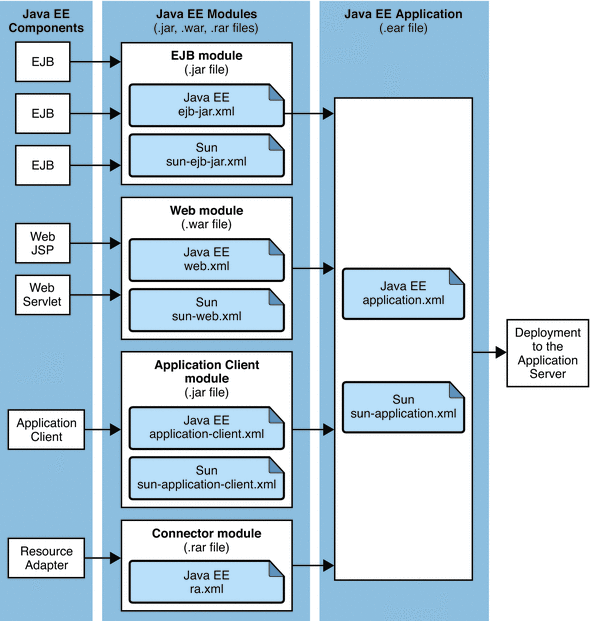 Java EE
Components
Java EE Modules
(.jar, .war, .rar files)
Java EE Application
(.ear file)
EJB
EJB
EJB
EJB module
(.jar file)
Java EE
ejb-jar.xml
Sun
sun-ejb-jar.xml
Web
JSP
Web
Servlet
Web module
(.war file)
Java EE
web.xml
Sun
sun-web.xml
Application
Client
Application Client
module
(.jar file)
Java EE
application-client.xml
Sun
sun-application-client.xml
Resource
Adapter
Connector module
(.rar file)
Java EE
ra.xml
Java EE
application.xml
Sun
sun-application.xml
Deployment
to the
Application
Server